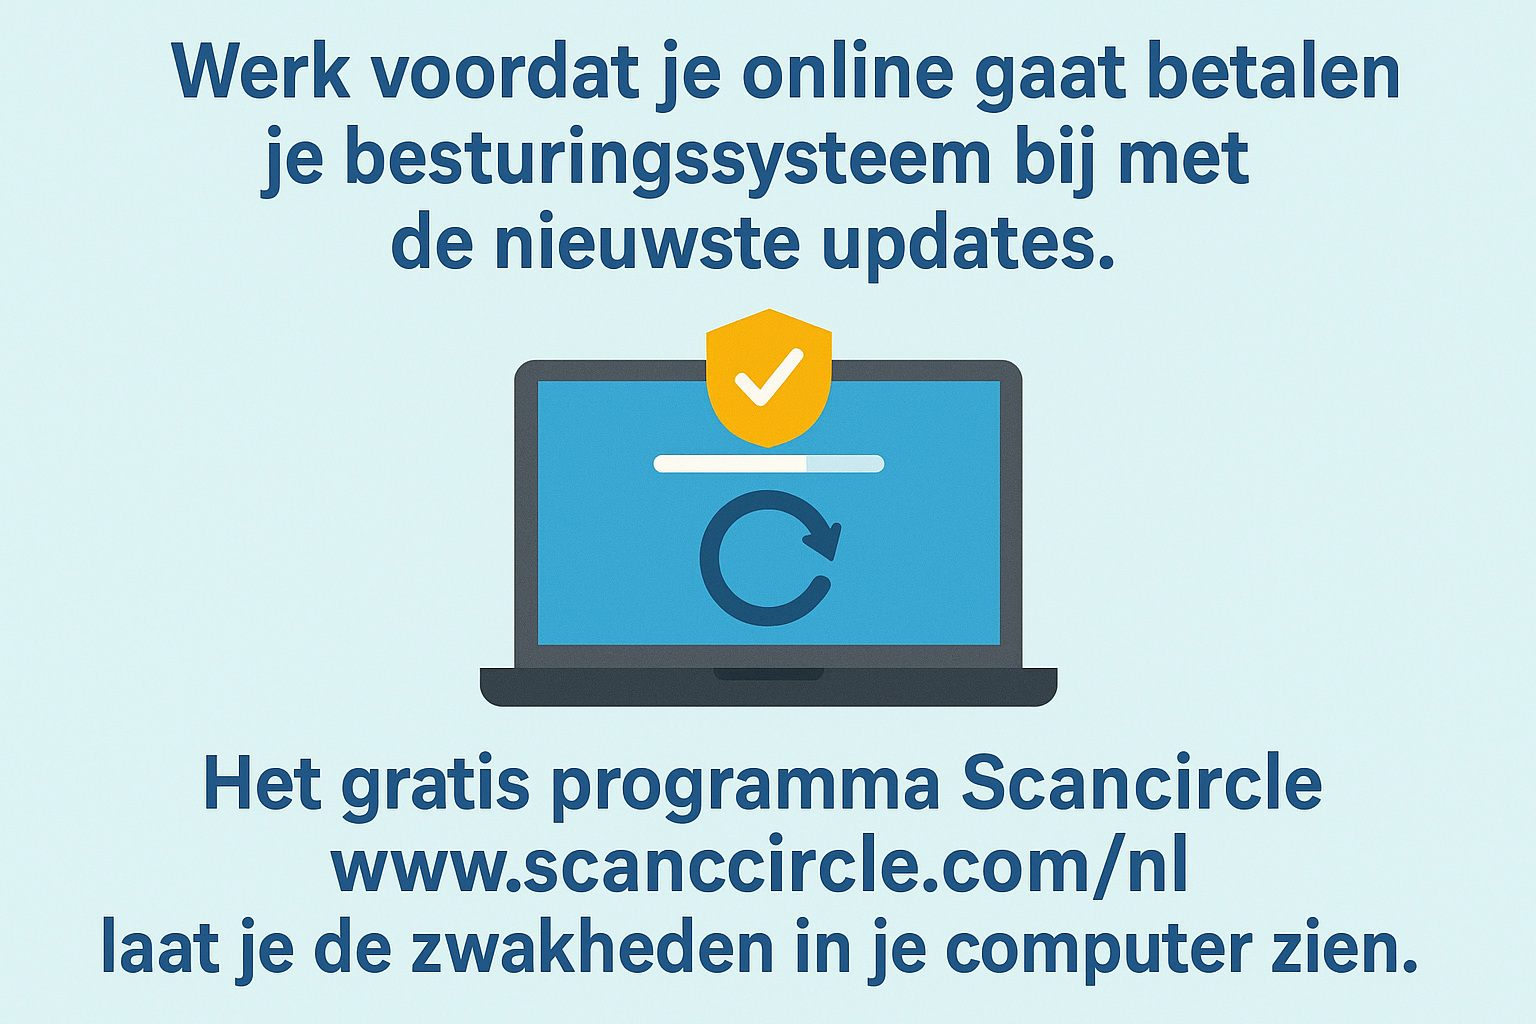 Werk voordat je online gaat betalen
je besturingssysteem bij met
de nieuwste updates.
Het gratis programma Scancircle
www.scanccircle.com/nl
laat je de zwakheden in je computer zien.